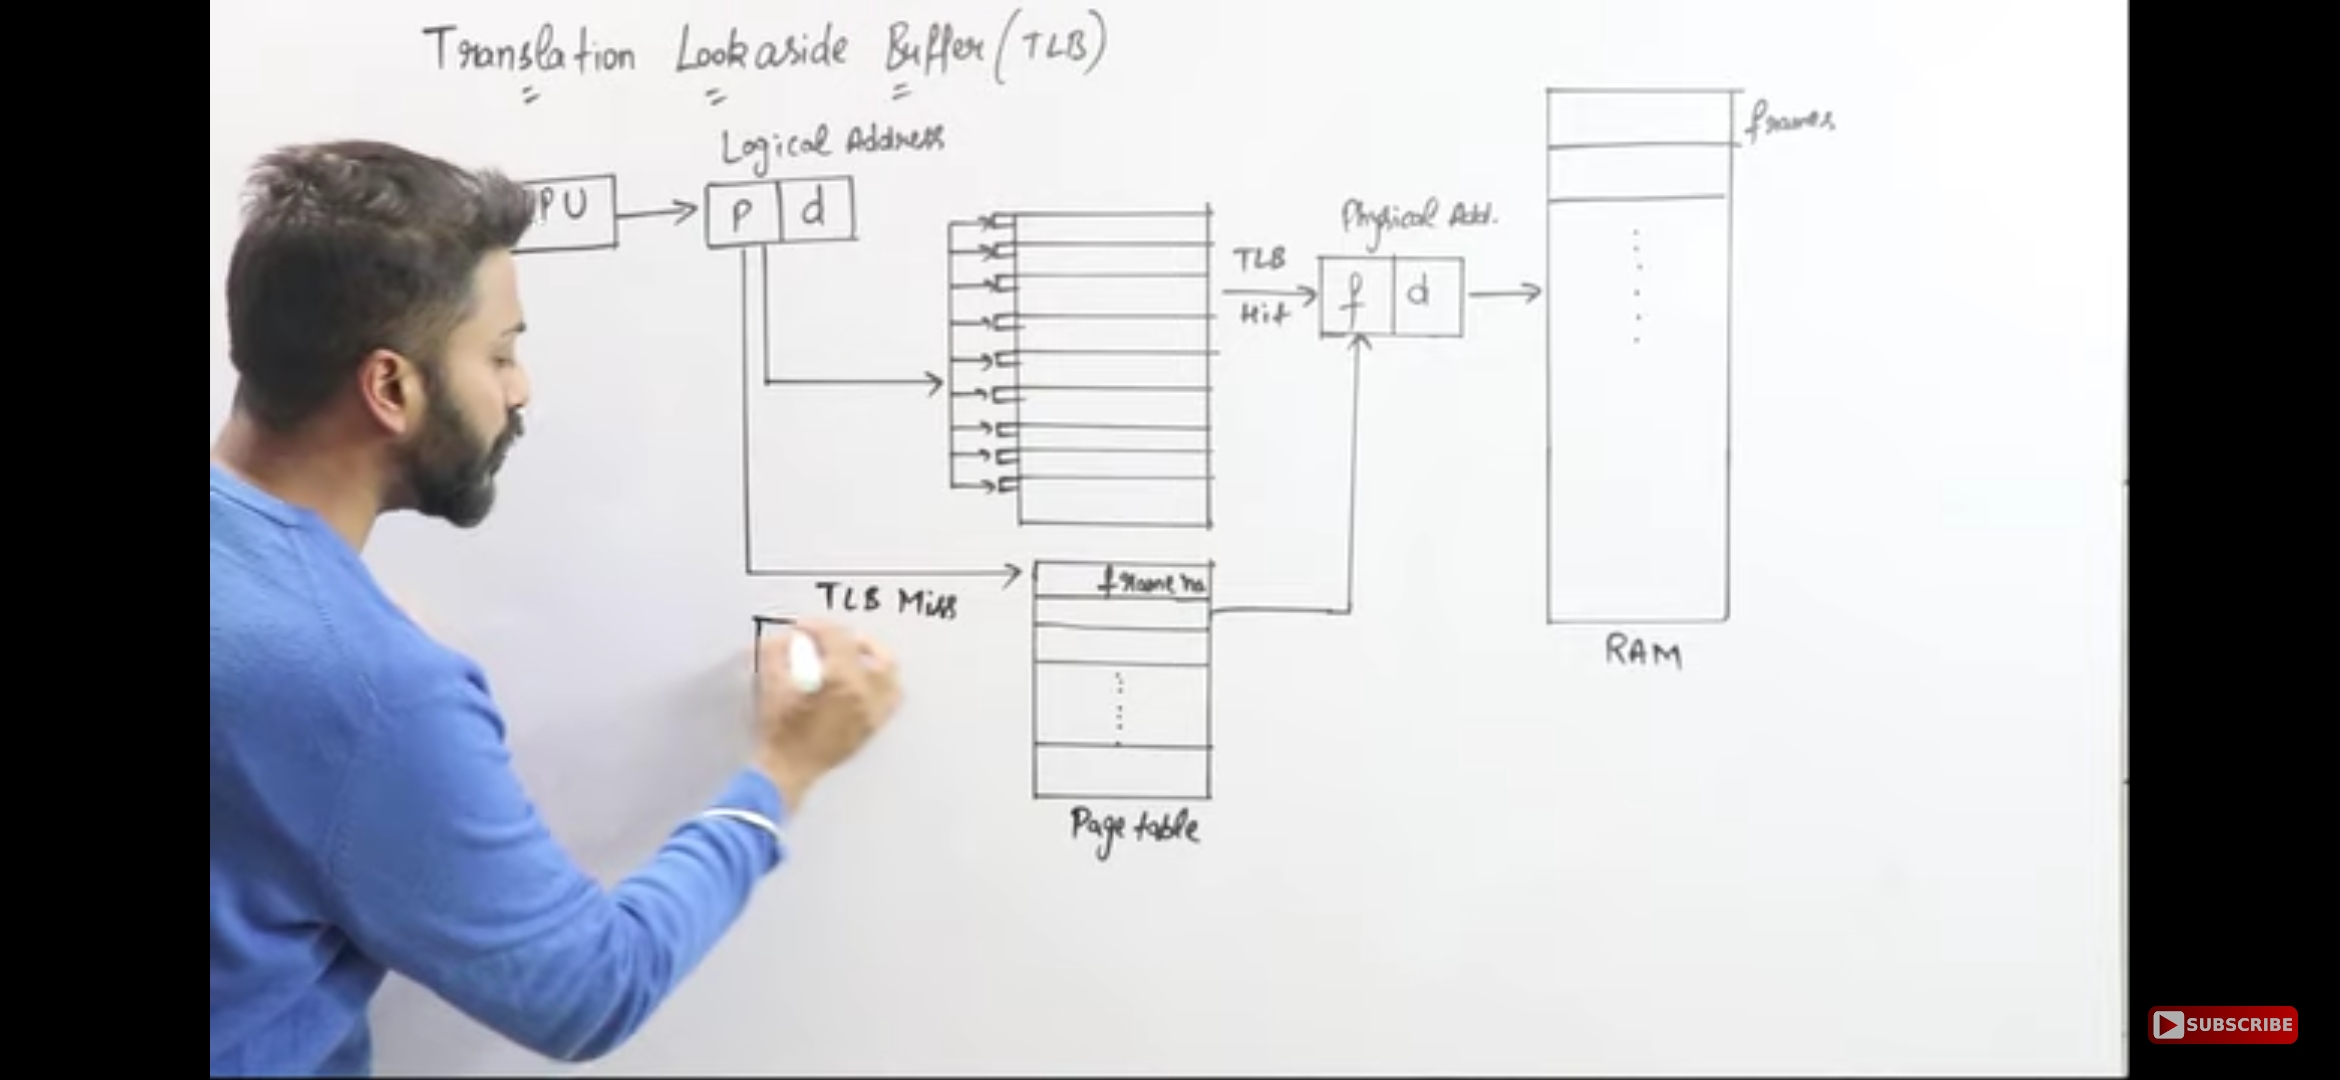 Translation Lookaside Buffer (TLB)
Logical Address
PU
P d
TLB
Hit
Physical Add.
f d
frames
RAM
TLB Miss
frame no
Page table
SUBSCRIBE